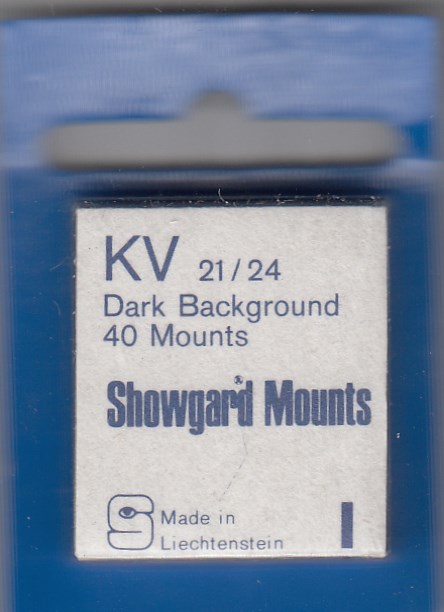 KV 21/24
Dark Background
40 Mounts
Showgard® Mounts
S Made in
Liechtenstein
I